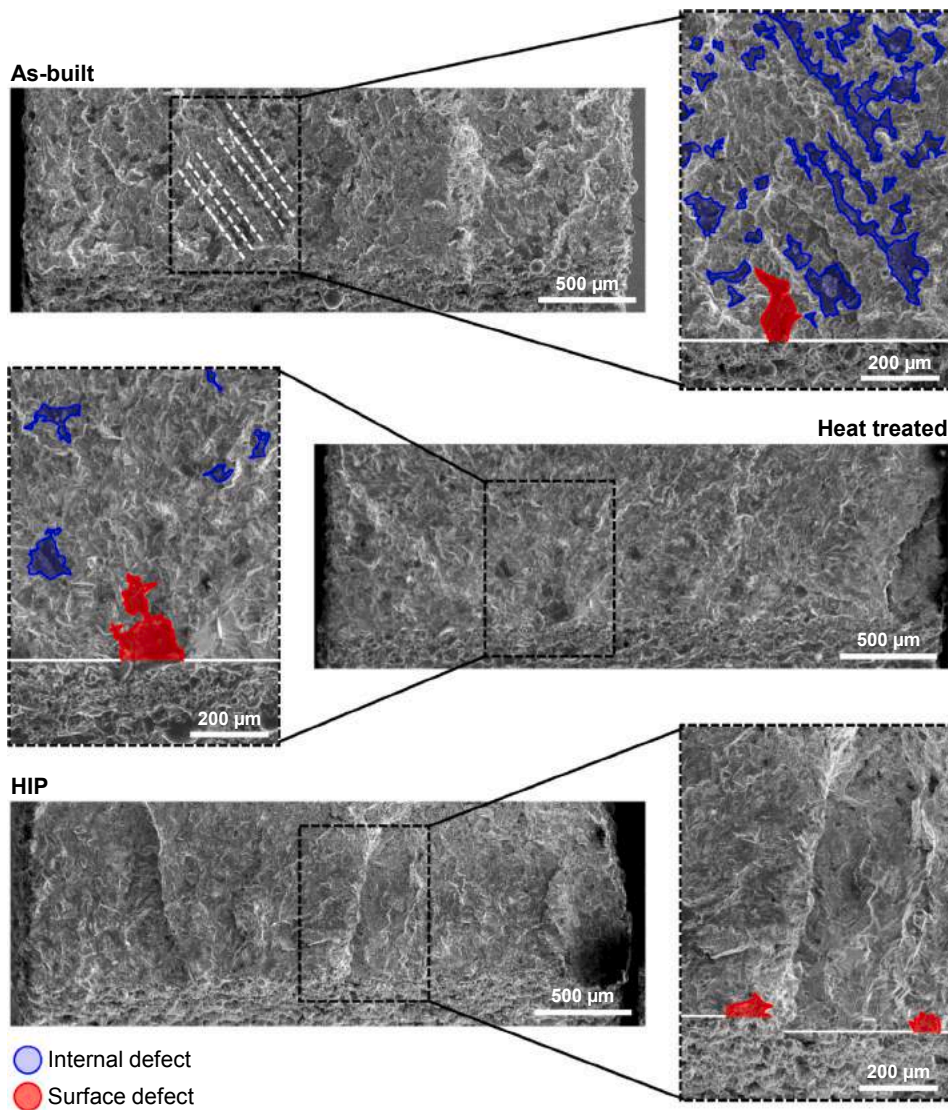 As-built
500 µm
200 µm
Heat treated
200 µm
500 µm
HIP
500 µm
200 µm
Internal defect
Surface defect